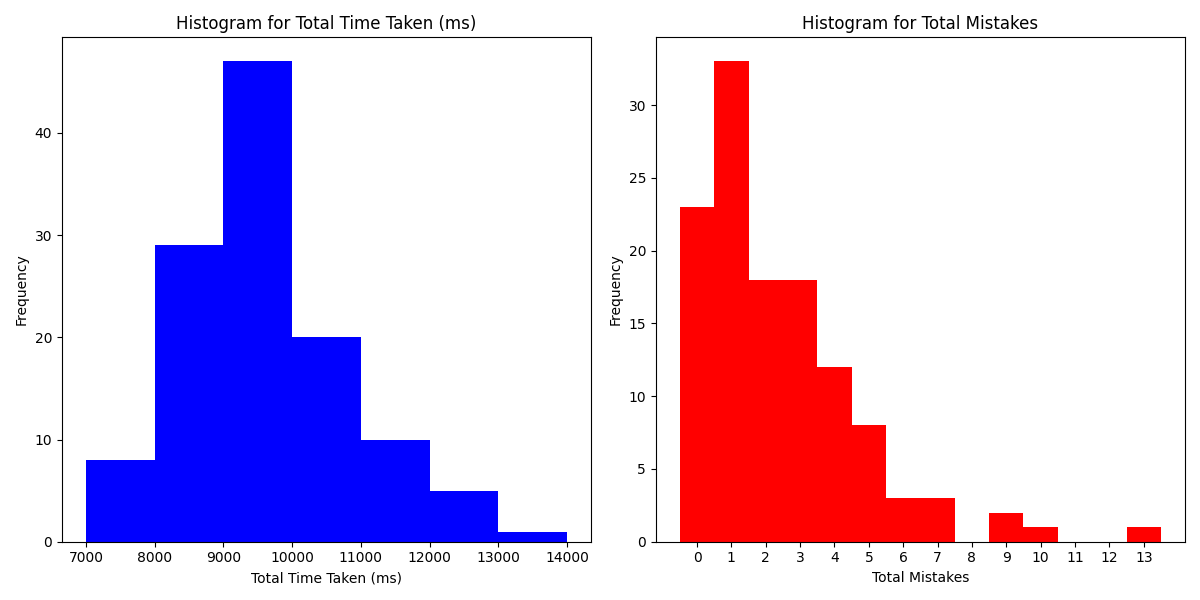 Histogram for Total Time Taken (ms)
Frequency
40
30
20
10
0
7000 8000 9000 10000 11000 12000 13000 14000
Total Time Taken (ms)
Histogram for Total Mistakes
Frequency
30
25
20
15
10
5
0
0 1 2 3 4 5 6 7 8 9 10 11 12 13
Total Mistakes